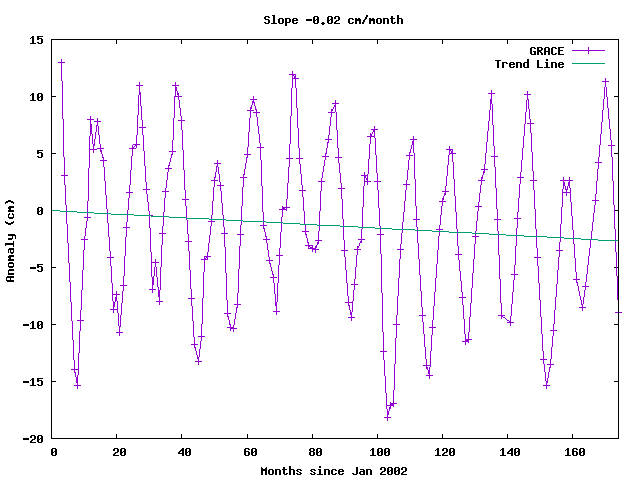 Slope -0.02 cm/month
GRACE
Trend Line
15
10
5
0
-5
-10
-15
-20
Anomaly (cm)
0 20 40 60 80 100 120 140 160
Months since Jan 2002